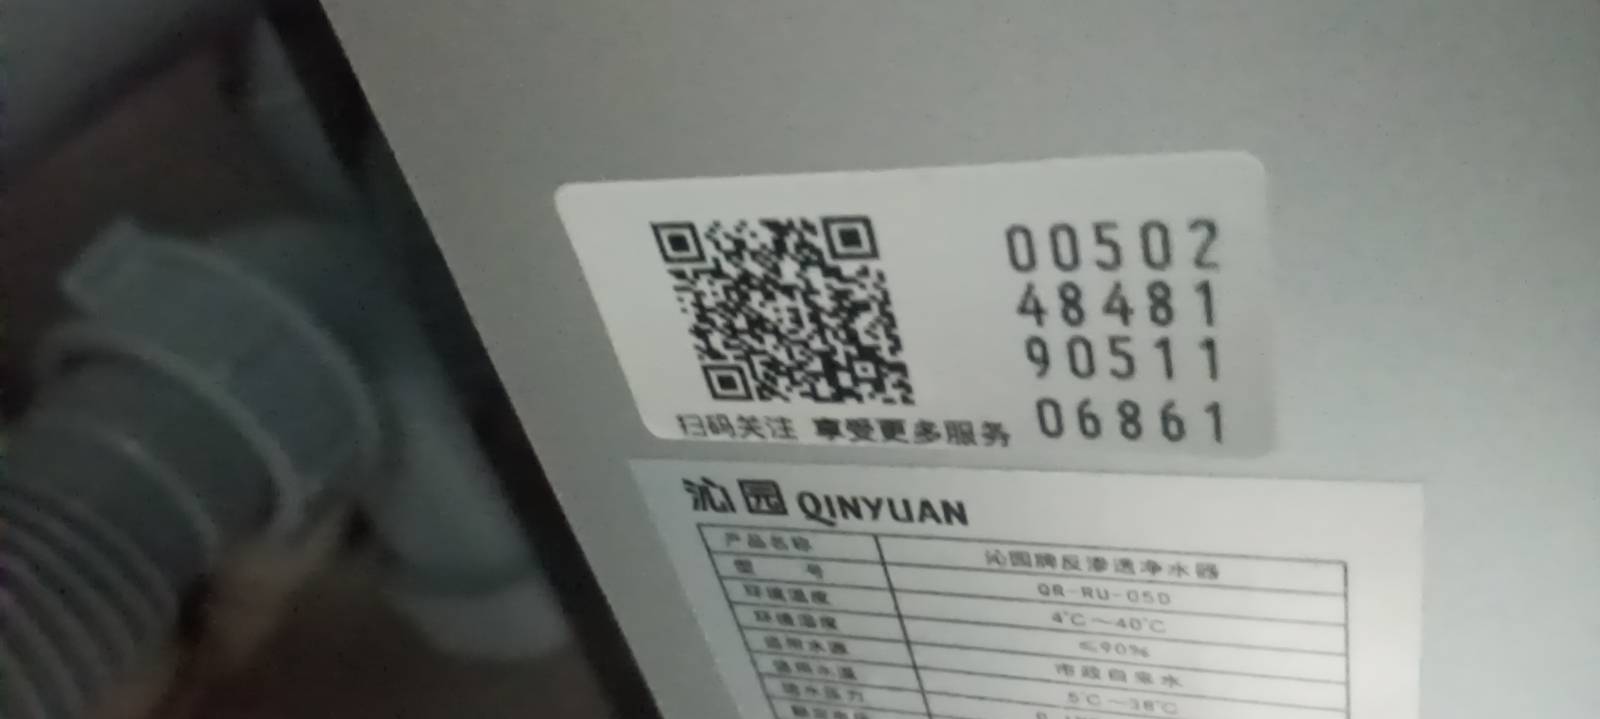 00502
48481
90511
06861
扫码关注 享受更多服务
沁园 QINYUAN
产品名称 沁园牌反渗透净水器
型 号 QR-RU-05D
环境温度 4℃~40℃
环境湿度 ≤90%
适用水源 市政自来水
适用水温 5℃~38℃
进水压力